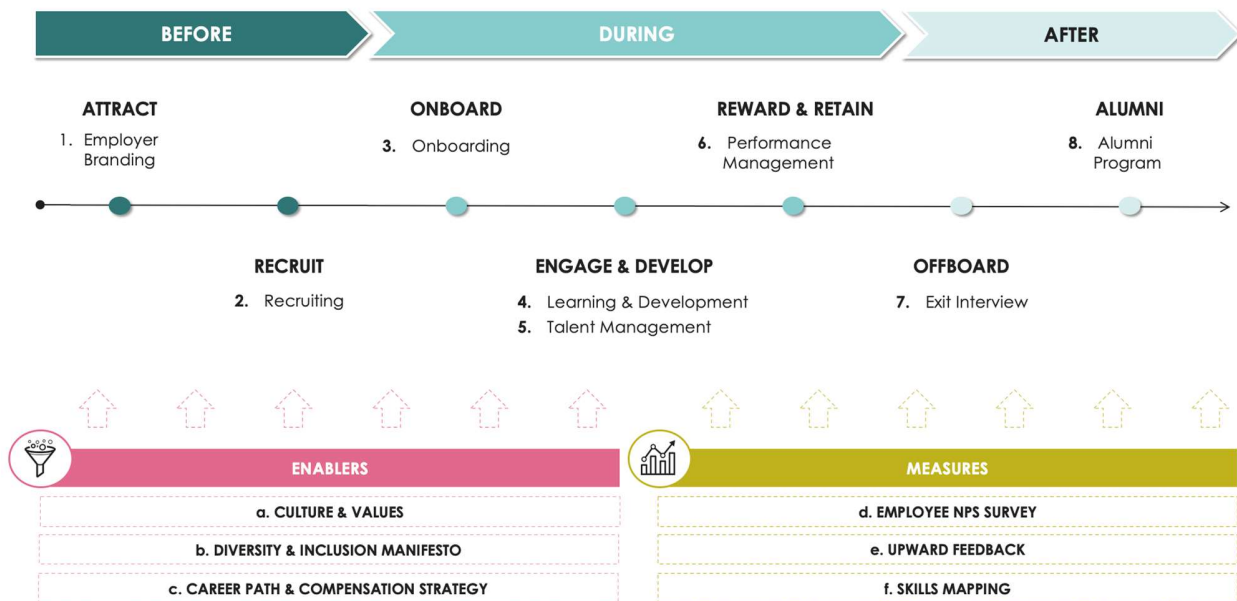 BEFORE
DURING
AFTER
ATTRACT
1. Employer
Branding
ONBOARD
3. Onboarding
REWARD & RETAIN
6. Performance
Management
ALUMNI
8. Alumni
Program
RECRUIT
2. Recruiting
ENGAGE & DEVELOP
4. Learning & Development
5. Talent Management
OFFBOARD
7. Exit Interview
ENABLERS
a. CULTURE & VALUES
b. DIVERSITY & INCLUSION MANIFESTO
c. CAREER PATH & COMPENSATION STRATEGY
MEASURES
d. EMPLOYEE NPS SURVEY
e. UPWARD FEEDBACK
f. SKILLS MAPPING